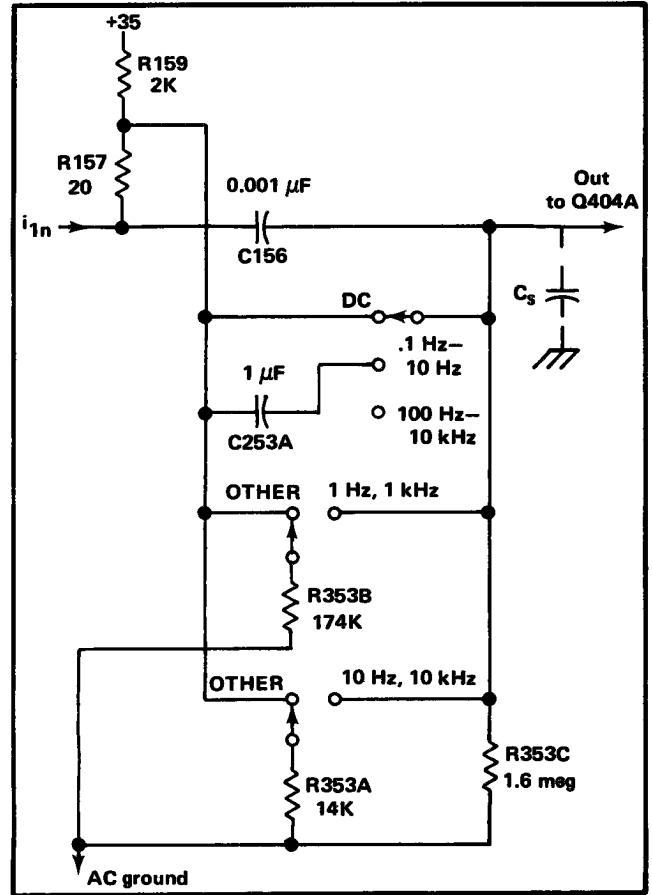 +35
R159
2K
R157
20
0.001 μF
Out
to Q404A
i1n
C156
DC
Cs
.1 Hz–
10 Hz
1 μF
100 Hz–
10 kHz
C253A
OTHER
1 Hz, 1 kHz
R353B
174K
OTHER
10 Hz, 10 kHz
R353A
14K
R353C
1.6 meg
AC ground